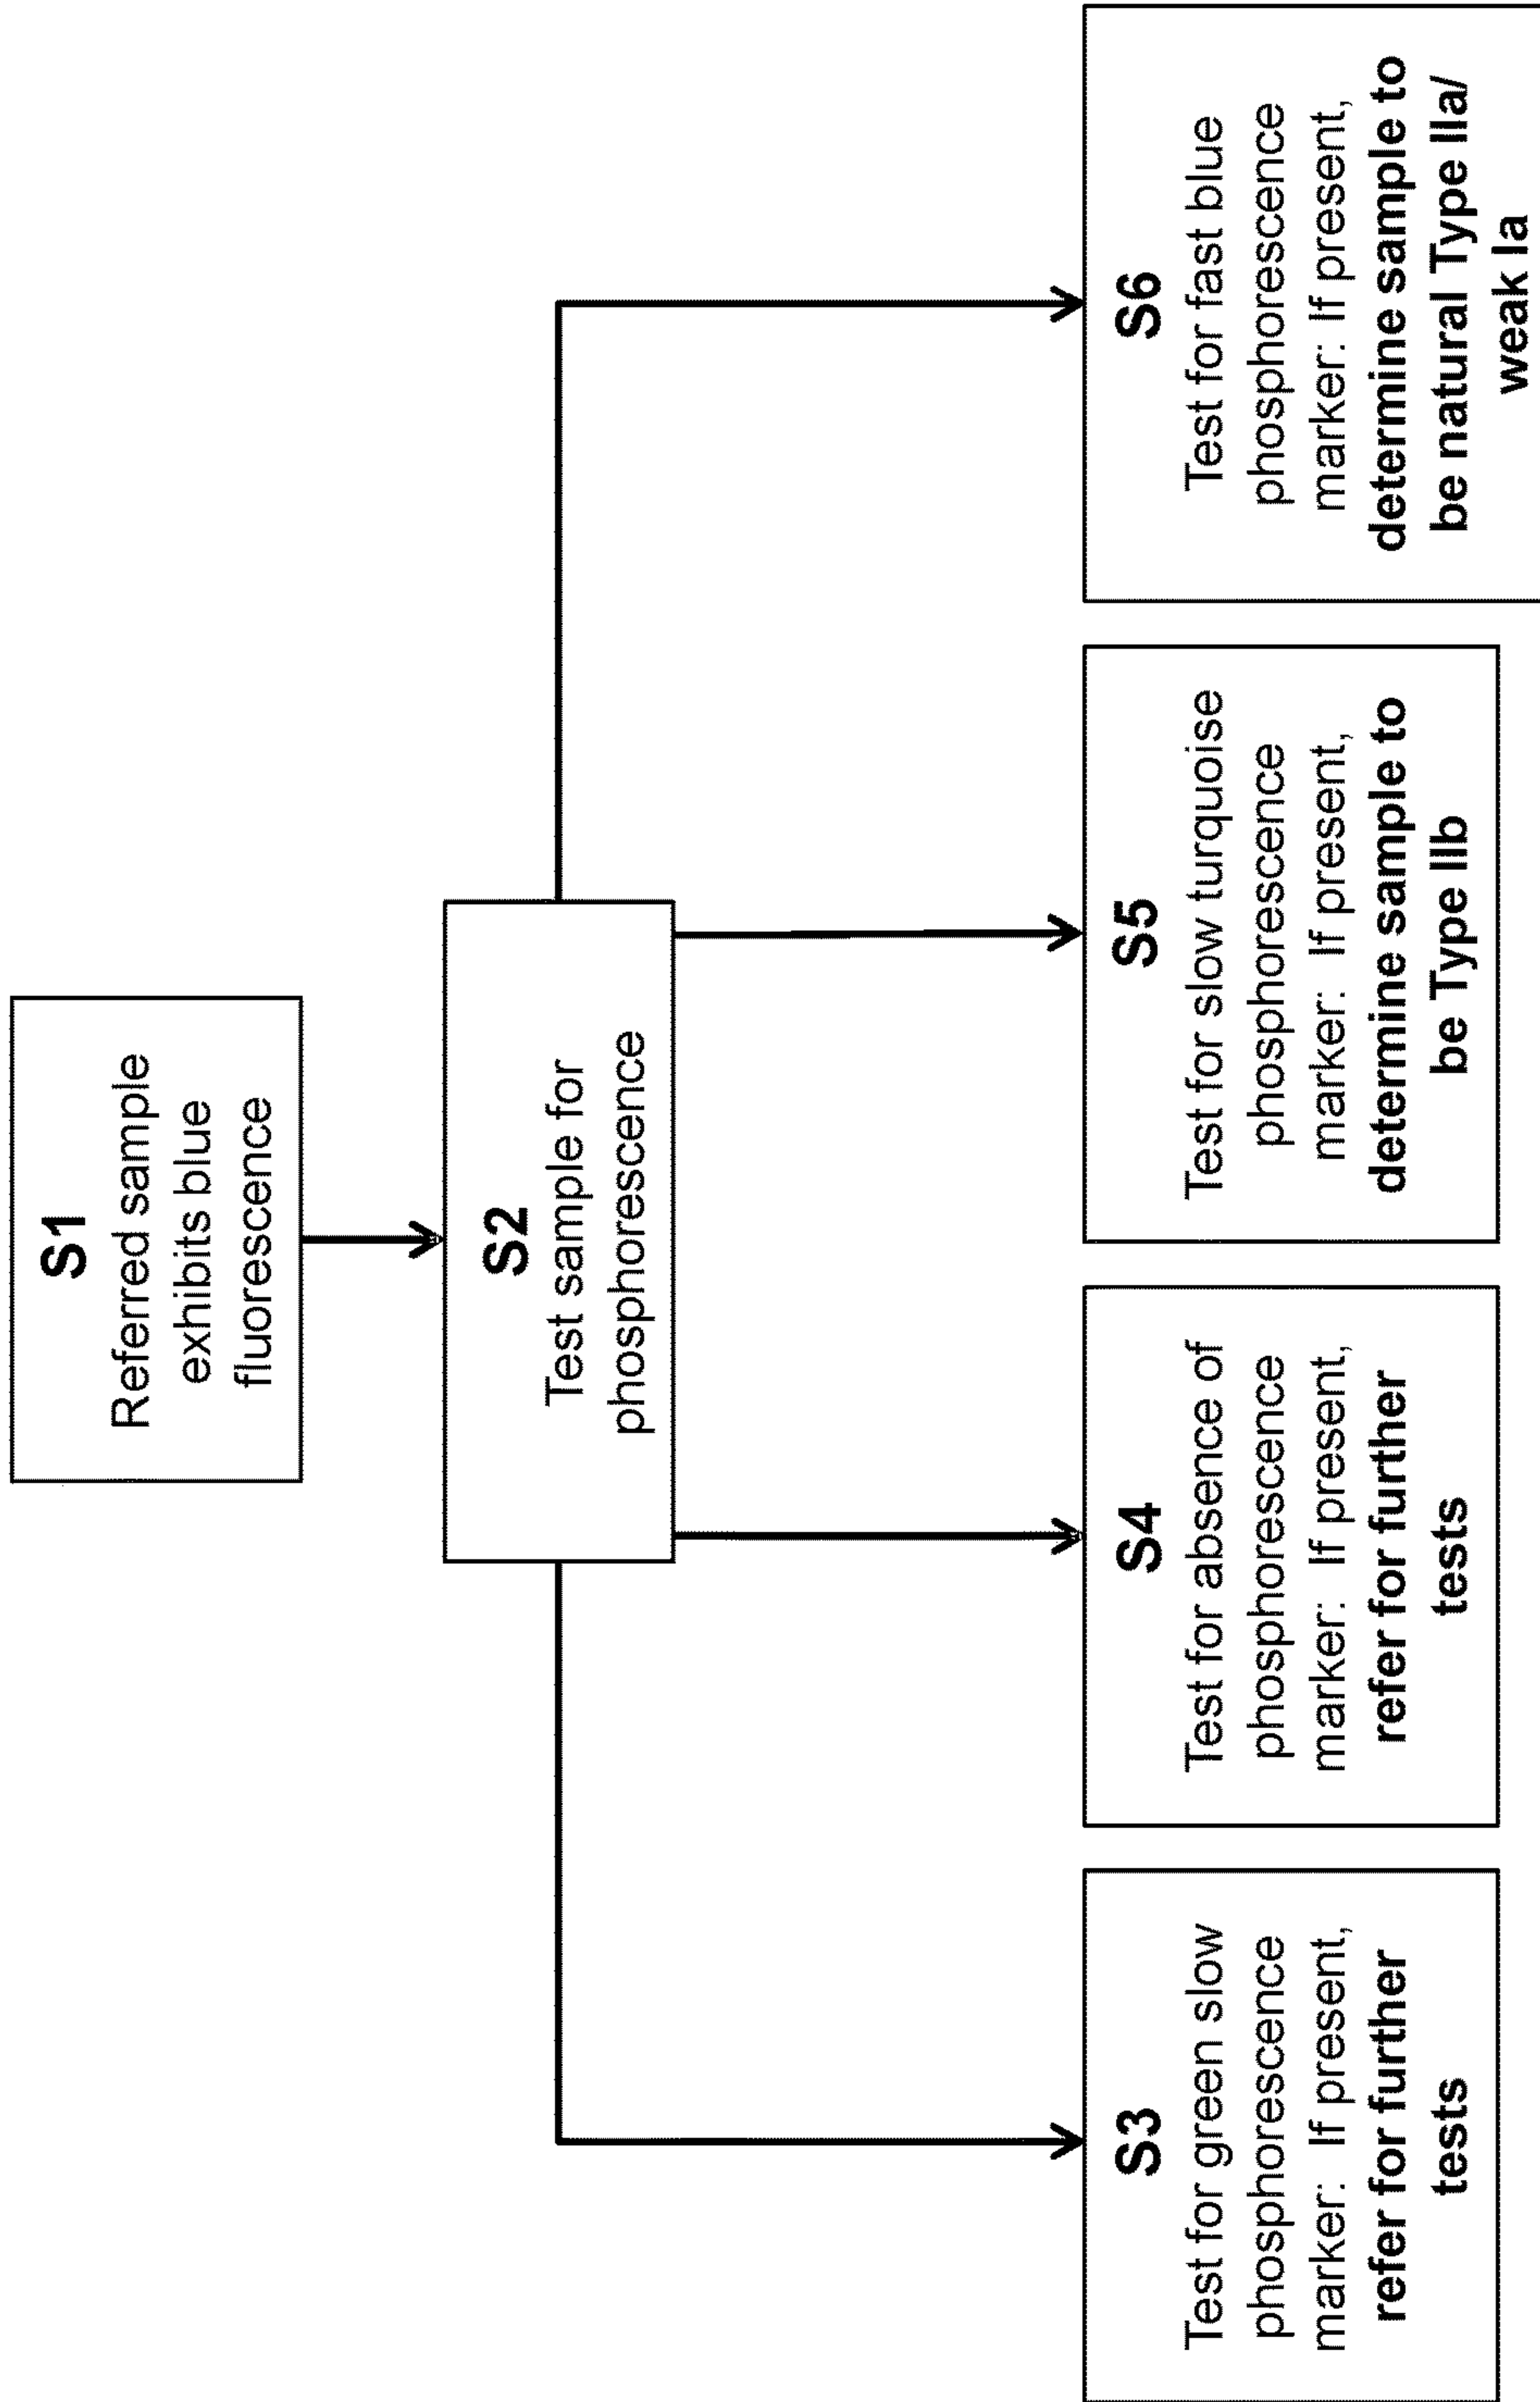 S1
Referred sample
exhibits blue
fluorescence
S2
Test sample for
phosphorescence
S3
Test for green slow
phosphorescence
marker: If present,
refer for further
tests
S4
Test for absence of
phosphorescence
marker: If present,
refer for further
tests
S5
Test for slow turquoise
phosphorescence
marker: If present,
determine sample to
be Type IIb
S6
Test for fast blue
phosphorescence
marker: If present,
determine sample to
be natural Type IIa/
weak Ia